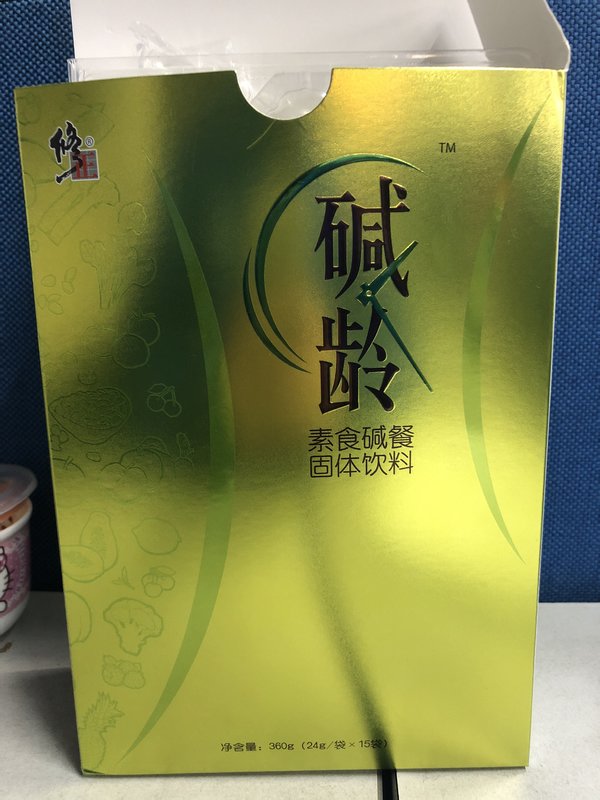 修正®
TM
碱
龄
素食碱餐
固体饮料
净含量：360g（24g/袋×15袋）